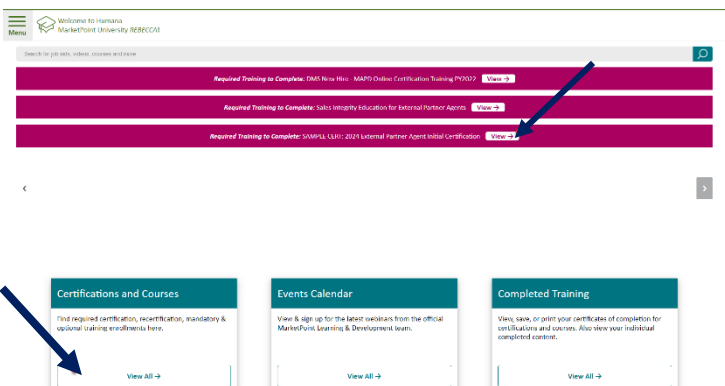 Welcome to Humana
MarketPoint University REBECCA!
Menu
Search for job aids, videos, courses and more
Required Training to Complete: DMS New Hire - MAPD Online Certification Training PY2022 View →
Required Training to Complete: Sales Integrity Education for External Partner Agents View →
Required Training to Complete: SAMPLE CERT: 2024 External Partner Agent Initial Certification View →
Certifications and Courses
Find required certification, recertification, mandatory &
optional training enrollments here.
View All →
Events Calendar
View & sign up for the latest webinars from the official
MarketPoint Learning & Development team.
View All →
Completed Training
View, save, or print your certificates of completion for
certifications and courses. Also view your individual
completed content.
View All →